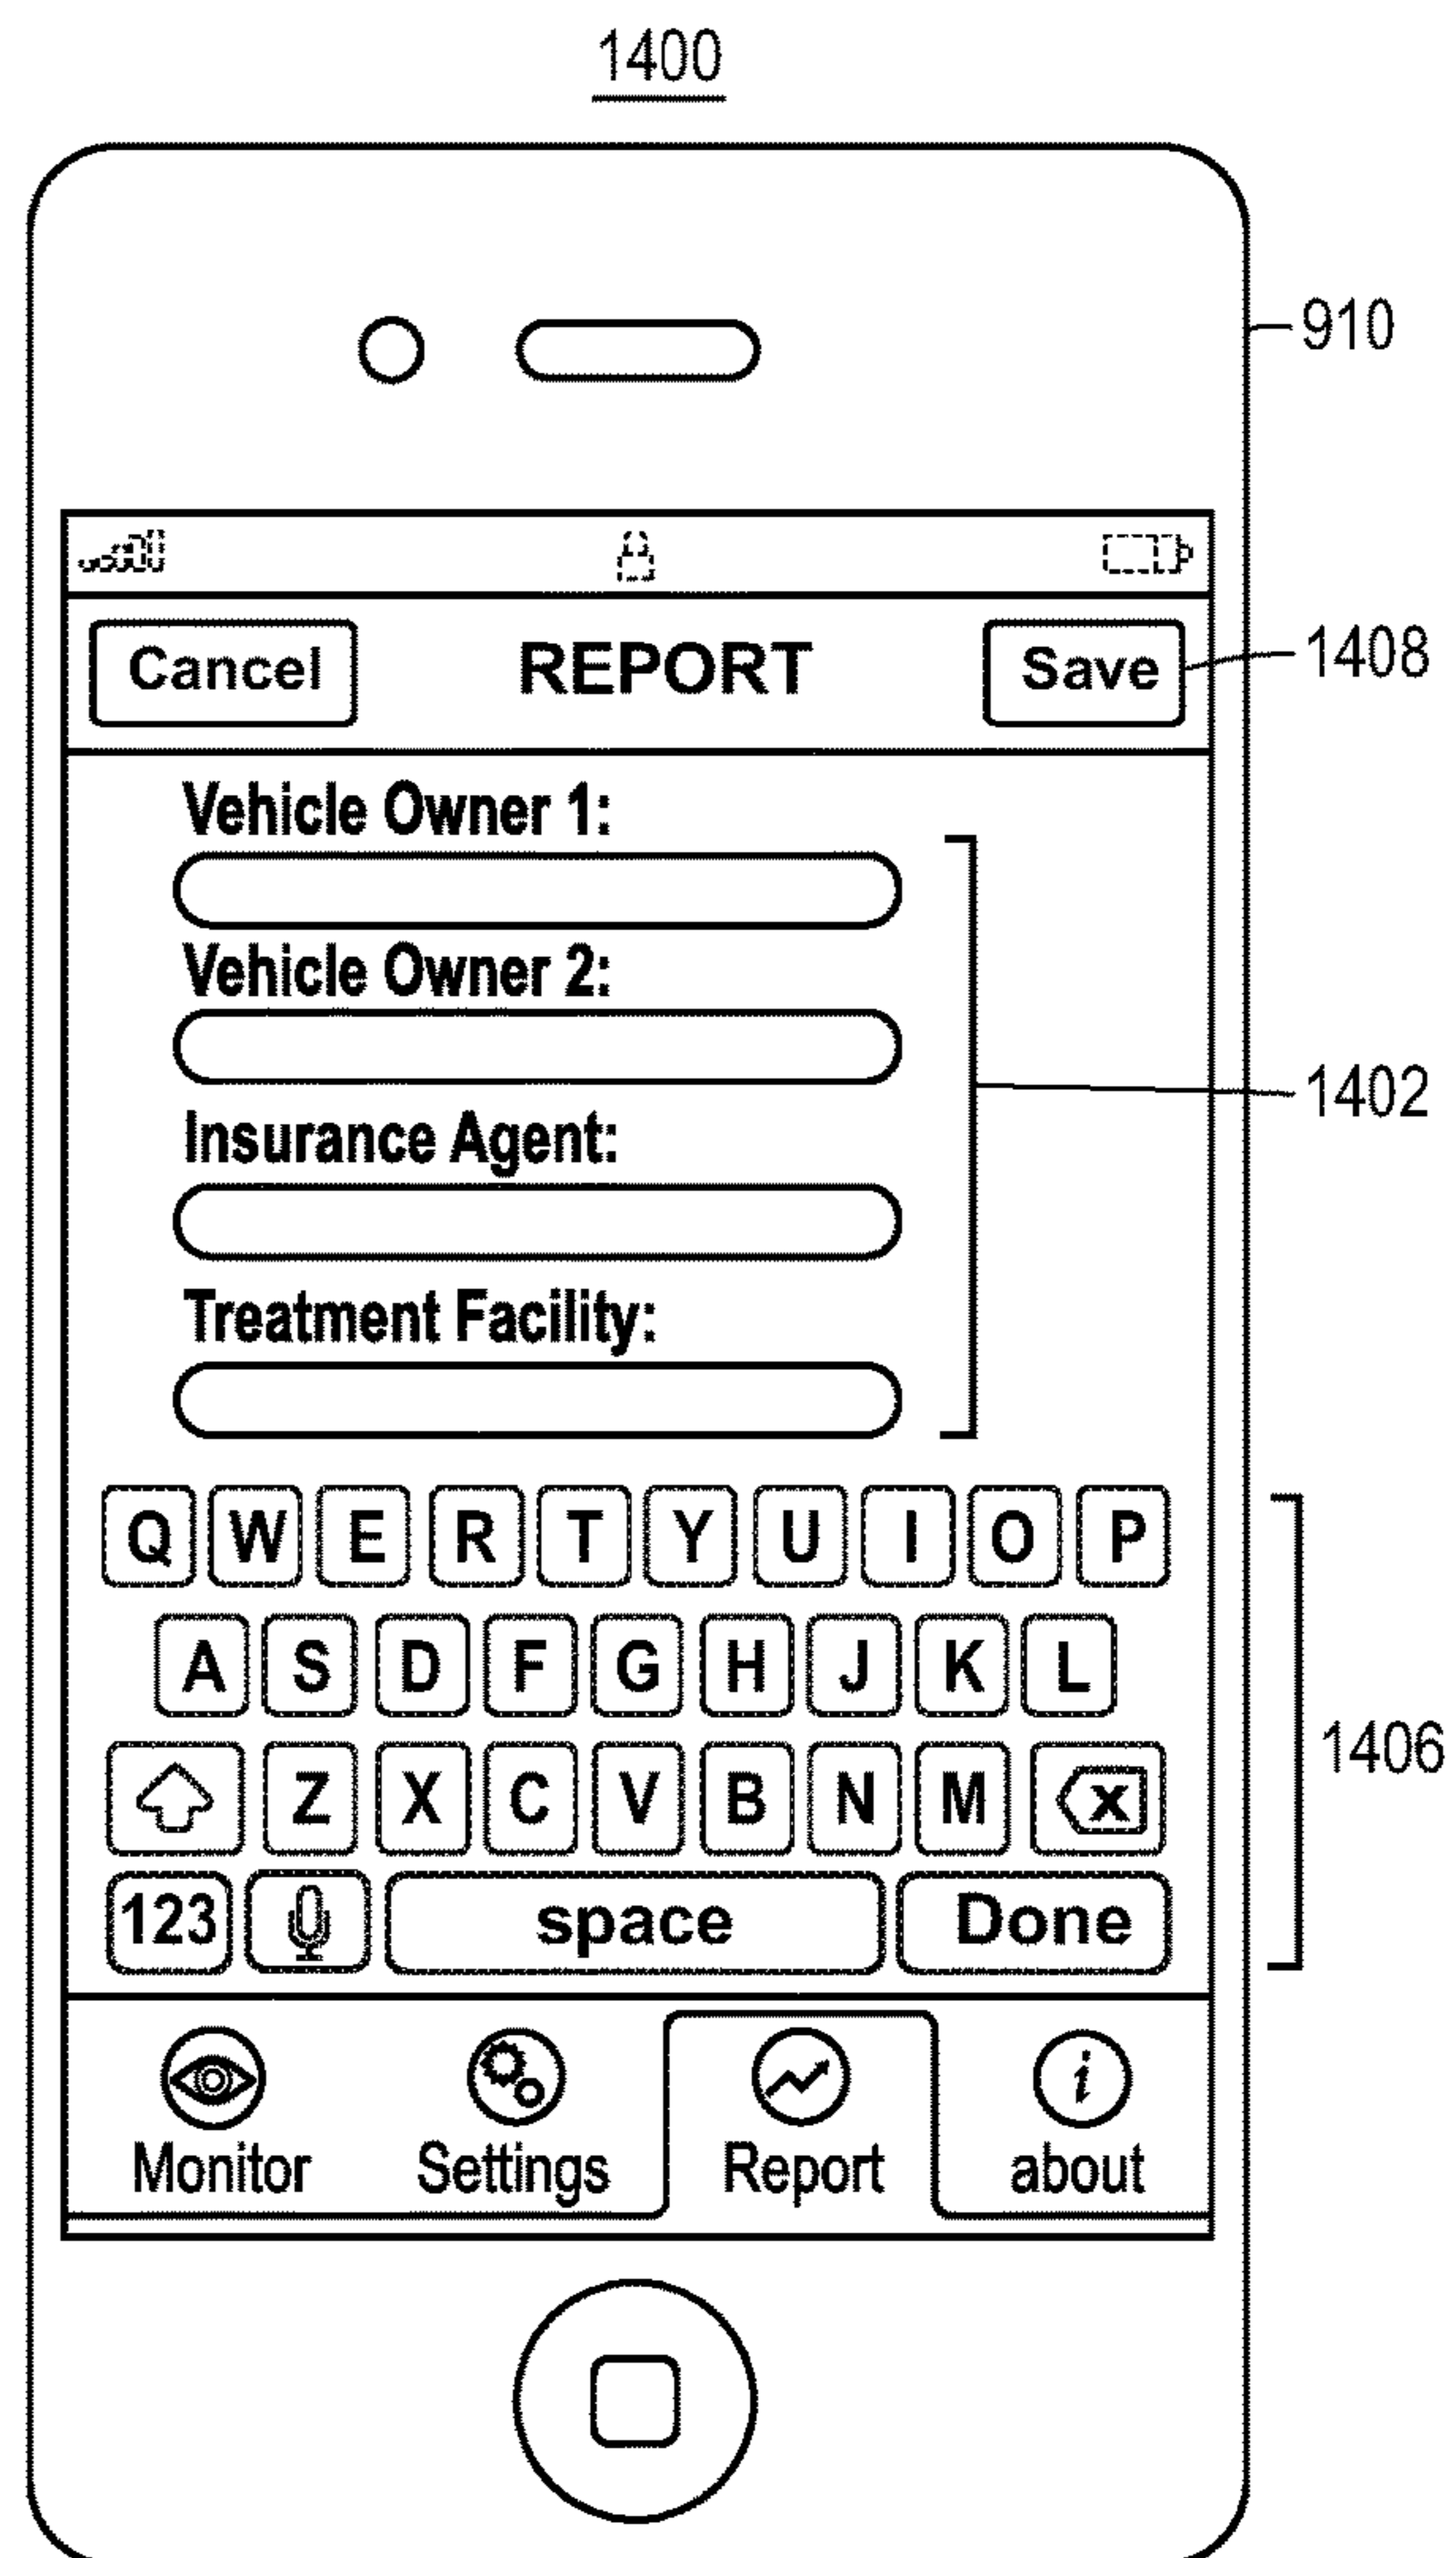 1400
910
Cancel REPORT Save
1408
Vehicle Owner 1:
Vehicle Owner 2:
1402
Insurance Agent:
Treatment Facility:
Q W E R T Y U I O P
A S D F G H J K L
1406
Z X C V B N M X
123 space Done
i
Monitor Settings Report about